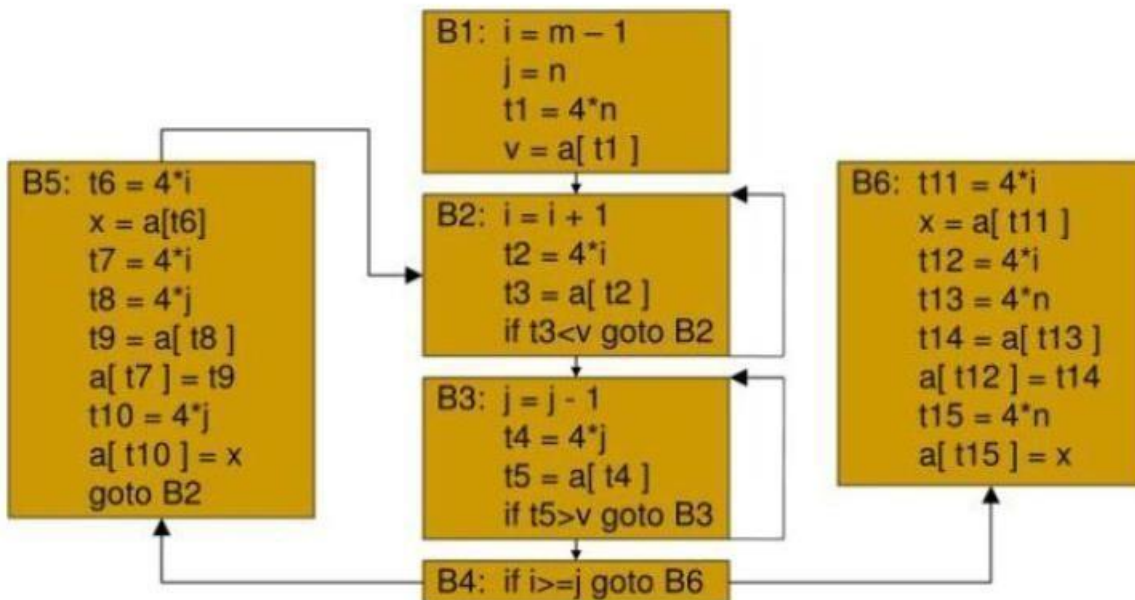 B1: i = m – 1
j = n
t1 = 4*n
v = a[ t1 ]
B2: i = i + 1
t2 = 4*i
t3 = a[ t2 ]
if t3<v goto B2
B3: j = j - 1
t4 = 4*j
t5 = a[ t4 ]
if t5>v goto B3
B4: if i>=j goto B6
B5: t6 = 4*i
x = a[t6]
t7 = 4*i
t8 = 4*j
t9 = a[ t8 ]
a[ t7 ] = t9
t10 = 4*j
a[ t10 ] = x
goto B2
B6: t11 = 4*i
x = a[ t11 ]
t12 = 4*i
t13 = 4*n
t14 = a[ t13 ]
a[ t12 ] = t14
t15 = 4*n
a[ t15 ] = x